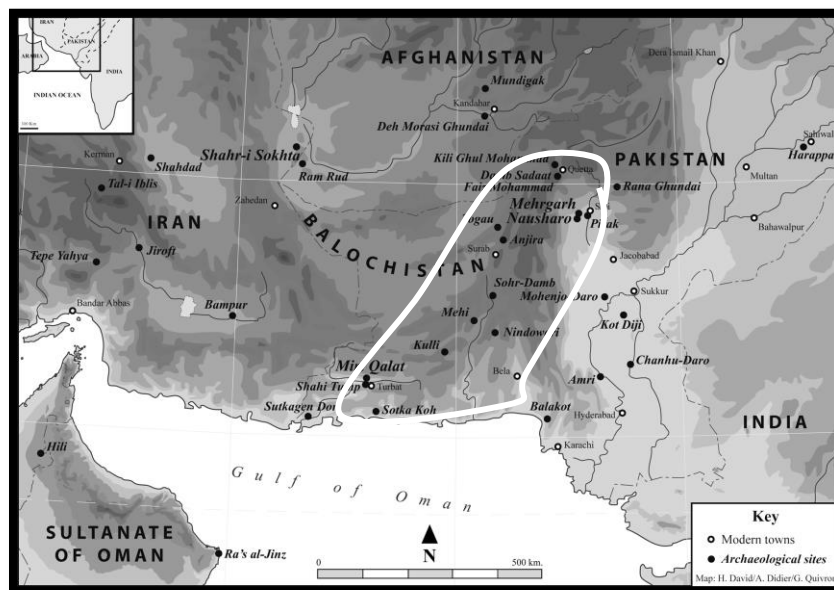 IRAN
PAKISTAN
ARABIA
INDIA
INDIAN OCEAN
AFGHANISTAN
Mundigak
Kandahar
Deh Morasi Ghundai
Dera Ismail Khan
Sahiwal
Harappa
Multan
Bahawalpur
Kerman
Shahdad
Tal-i Iblis
Shahr-i Sokhta
Ram Rud
Zahedan
IRAN
Kili Ghul Mohammad
Quetta
PAKISTAN
Faiz Mohammad
Rana Ghundai
Mehrgarh
Nausharo
Pirak
BALOCHISTAN
Anjira
Surab
Jacobabad
Tepe Yahya
Jiroft
Bandar Abbas
Bampur
Sohr-Damb
Mohenjo Daro
Sukkur
Mehi
Nindowari
Kot Diji
Kulli
Chanhu-Daro
Miri Qalat
Shahi Tump
Turbat
Bela
Amri
Sutkagen Dor
Sotka Koh
Balakot
Hyderabad
INDIA
Karachi
Hili
Gulf of Oman
SULTANATE
OF OMAN
Ra's al-Jinz
N
0
500 km.
Key
Modern towns
Archaeological sites
Map: H. David/A. Didier/G. Quivron